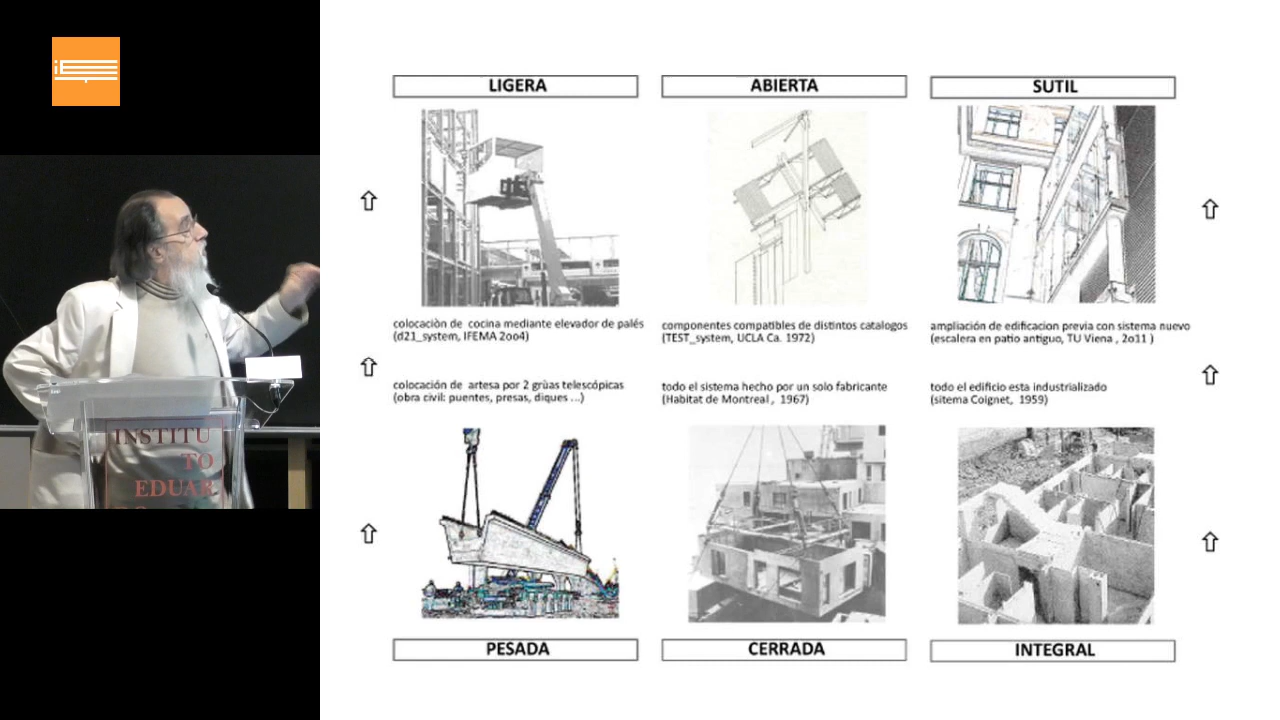 INSTITU
TO
EDUAR
LIGERA
ABIERTA
SUTIL
colocaciòn de cocina mediante elevador de palés
(d21_system, IFEMA 2oo4)
componentes compatibles de distintos catalogos
(TEST_system, UCLA Ca. 1972)
ampliación de edificacion previa con sistema nuevo
(escalera en patio antiguo, TU Viena , 2o11 )
colocación de artesa por 2 grùas telescópicas
(obra civil: puentes, presas, diques ...)
todo el sistema hecho por un solo fabricante
(Habitat de Montreal , 1967)
todo el edificio esta industrializado
(sitema Coignet, 1959)
PESADA
CERRADA
INTEGRAL